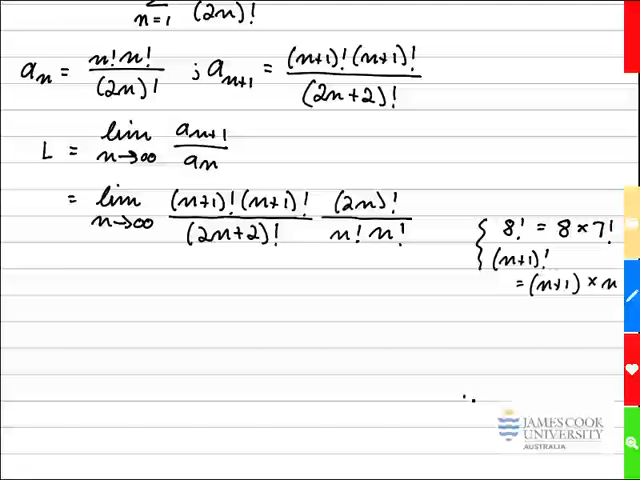 n=1 (2n)!
aₙ = n!n!/(2n)! ; aₙ₊₁ = (n+1)!(n+1)!/(2n+2)!
L = lim n→∞ aₙ₊₁/aₙ
= lim n→∞ (n+1)!(n+1)!/(2n+2)! (2n)!/n!n!
{ 8! = 8×7!
(n+1)!
= (n+1)×n
JAMES COOK
UNIVERSITY
AUSTRALIA